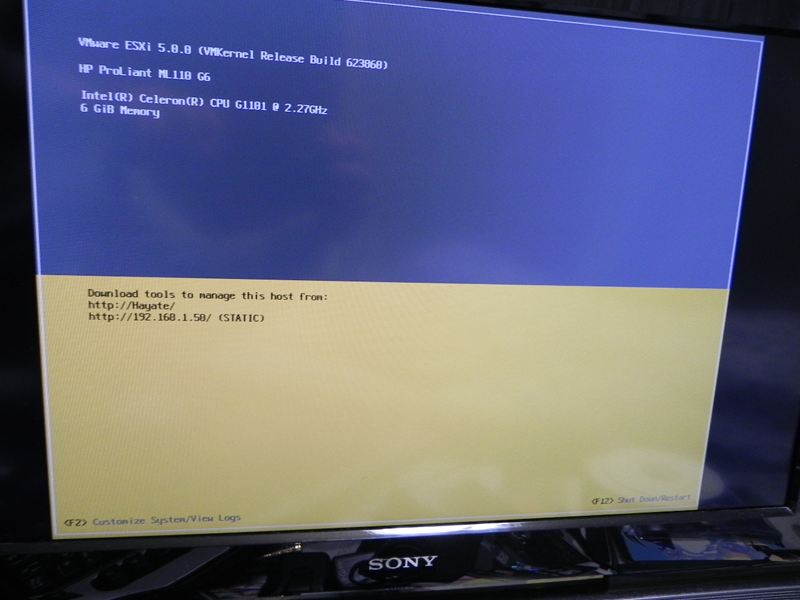 VMware ESXi 5.0.0 (VMKernel Release Build 623860)
HP ProLiant ML110 G6
Intel(R) Celeron(R) CPU G1101 @ 2.27GHz
6 GiB Memory
Download tools to manage this host from:
http://Hayate/
http://192.168.1.50/ (STATIC)
<F2> Customize System/View Logs
<F12> Shut Down/Restart
SONY